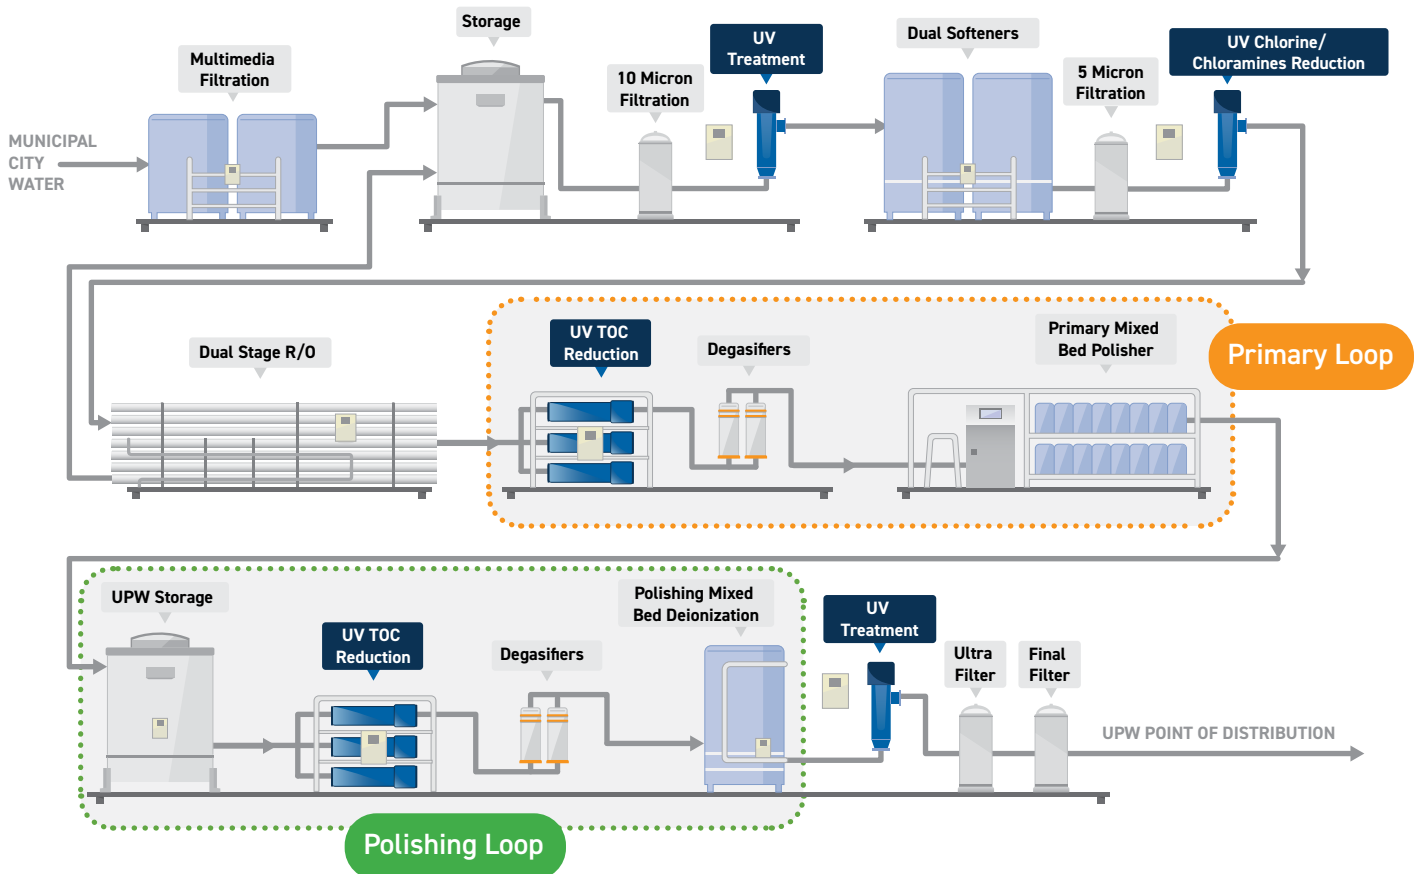 Storage
UV
Treatment
Dual Softeners
UV Chlorine/
Chloramines Reduction
Multimedia
Filtration
10 Micron
Filtration
5 Micron
Filtration
MUNICIPAL
CITY
WATER
Dual Stage R/O
UV TOC
Reduction
Degasifiers
Primary Mixed
Bed Polisher
Primary Loop
UPW Storage
UV TOC
Reduction
Degasifiers
Polishing Mixed
Bed Deionization
UV
Treatment
Ultra
Filter
Final
Filter
UPW POINT OF DISTRIBUTION
Polishing Loop